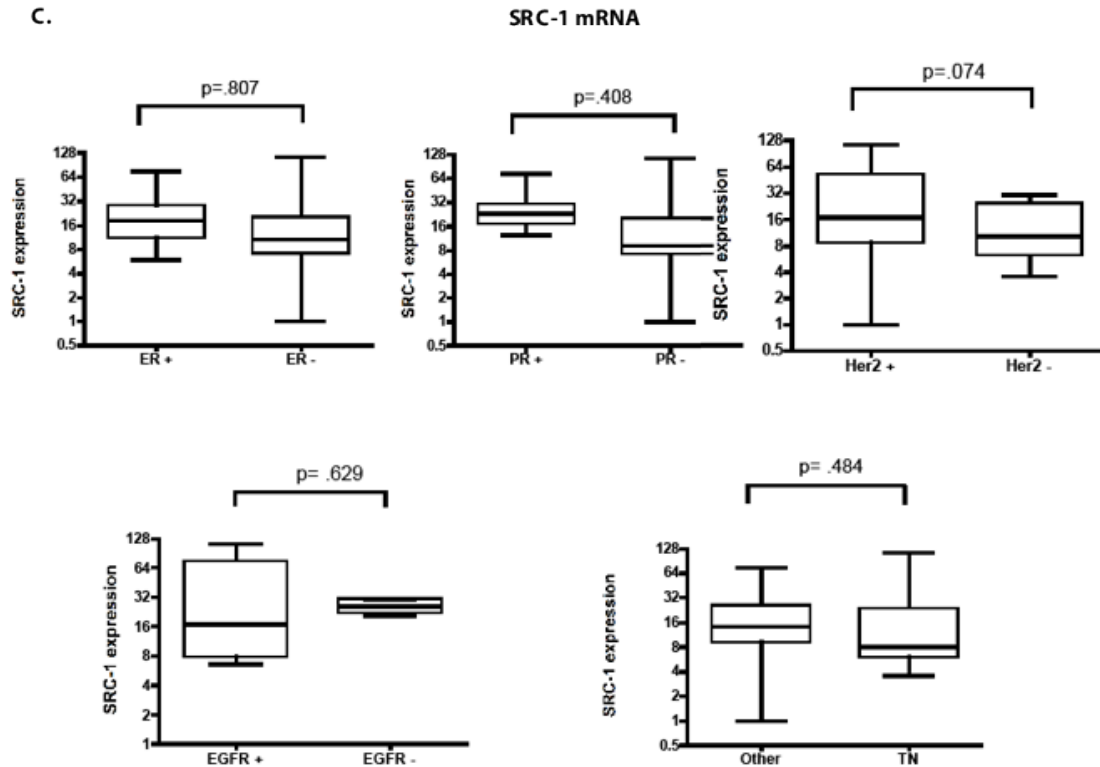 C.
SRC-1 mRNA
p=.807
SRC-1 expression
128
64
32
16
8
4
2
1
0.5
ER +
ER -
p=.408
SRC-1 expression
128
64
32
16
8
4
2
1
0.5
PR +
PR -
p=.074
SRC-1 expression
128
64
32
16
8
4
2
1
0.5
Her2 +
Her2 -
p= .629
SRC-1 expression
128
64
32
16
8
4
2
1
EGFR +
EGFR -
p= .484
SRC-1 expression
128
64
32
16
8
4
2
1
0.5
Other
TN